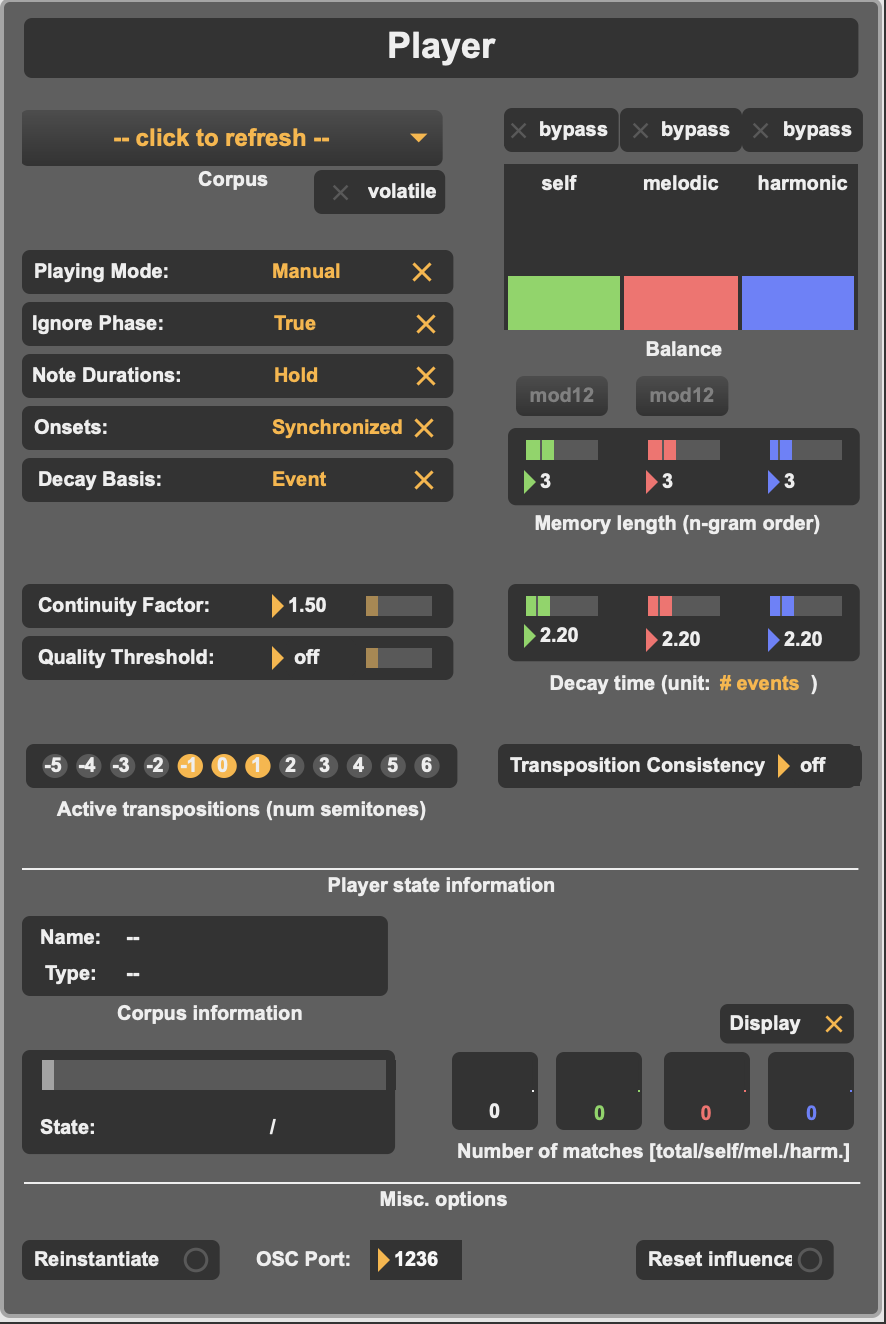 Player
-- click to refresh --
Corpus
volatile
bypass bypass bypass
self melodic harmonic
Balance
Playing Mode: Manual
Ignore Phase: True
Note Durations: Hold
Onsets: Synchronized
Decay Basis: Event
mod12 mod12
3 3 3
Memory length (n-gram order)
Continuity Factor: 1.50
Quality Threshold: off
2.20 2.20 2.20
Decay time (unit: # events )
-5 -4 -3 -2 -1 0 1 2 3 4 5 6
Active transpositions (num semitones)
Transposition Consistency off
Player state information
Name: --
Type: --
Corpus information
Display
State: /
0 0 0 0
Number of matches [total/self/mel./harm.]
Misc. options
Reinstantiate
OSC Port: 1236
Reset influence